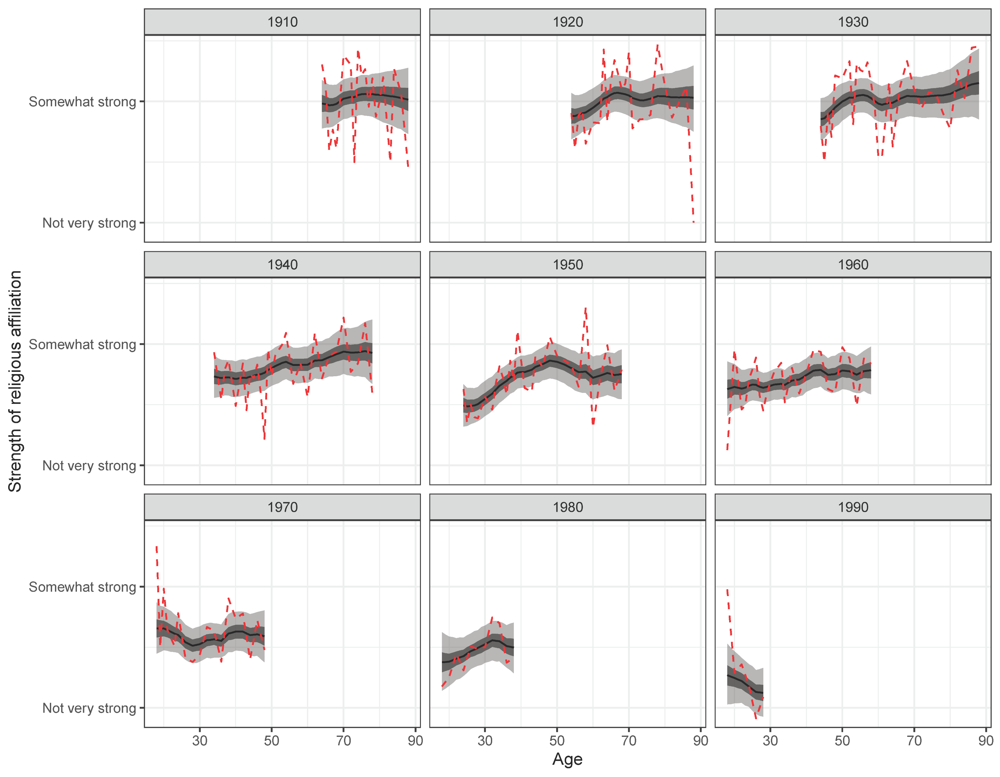 1910
1920
1930
Somewhat strong
Not very strong
1940
1950
1960
Strength of religious affiliation
Somewhat strong
Not very strong
1970
1980
1990
Somewhat strong
Not very strong
30 50 70 90 30 50 70 90 30 50 70 90
Age